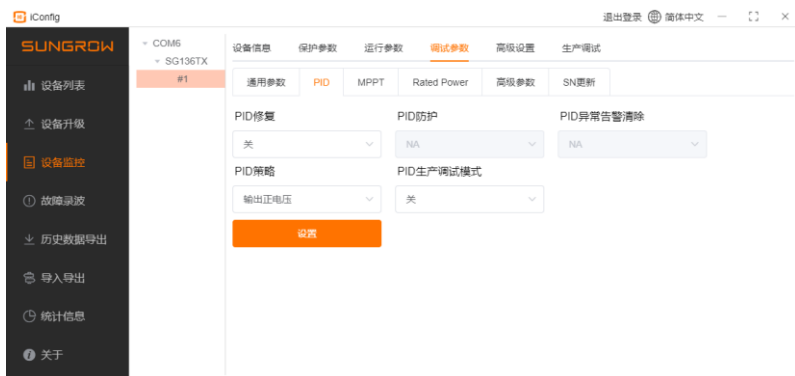 iConfig
退出登录 简体中文
SUNGROW
设备列表
设备升级
设备监控
故障录波
历史数据导出
导入导出
统计信息
关于
COM6
SG136TX
#1
设备信息 保护参数 运行参数 调试参数 高级设置 生产调试
通用参数 PID MPPT Rated Power 高级参数 SN更新
PID修复 PID防护 PID异常告警清除
关 NA NA
PID策略 PID生产调试模式
输出正电压 关
设置